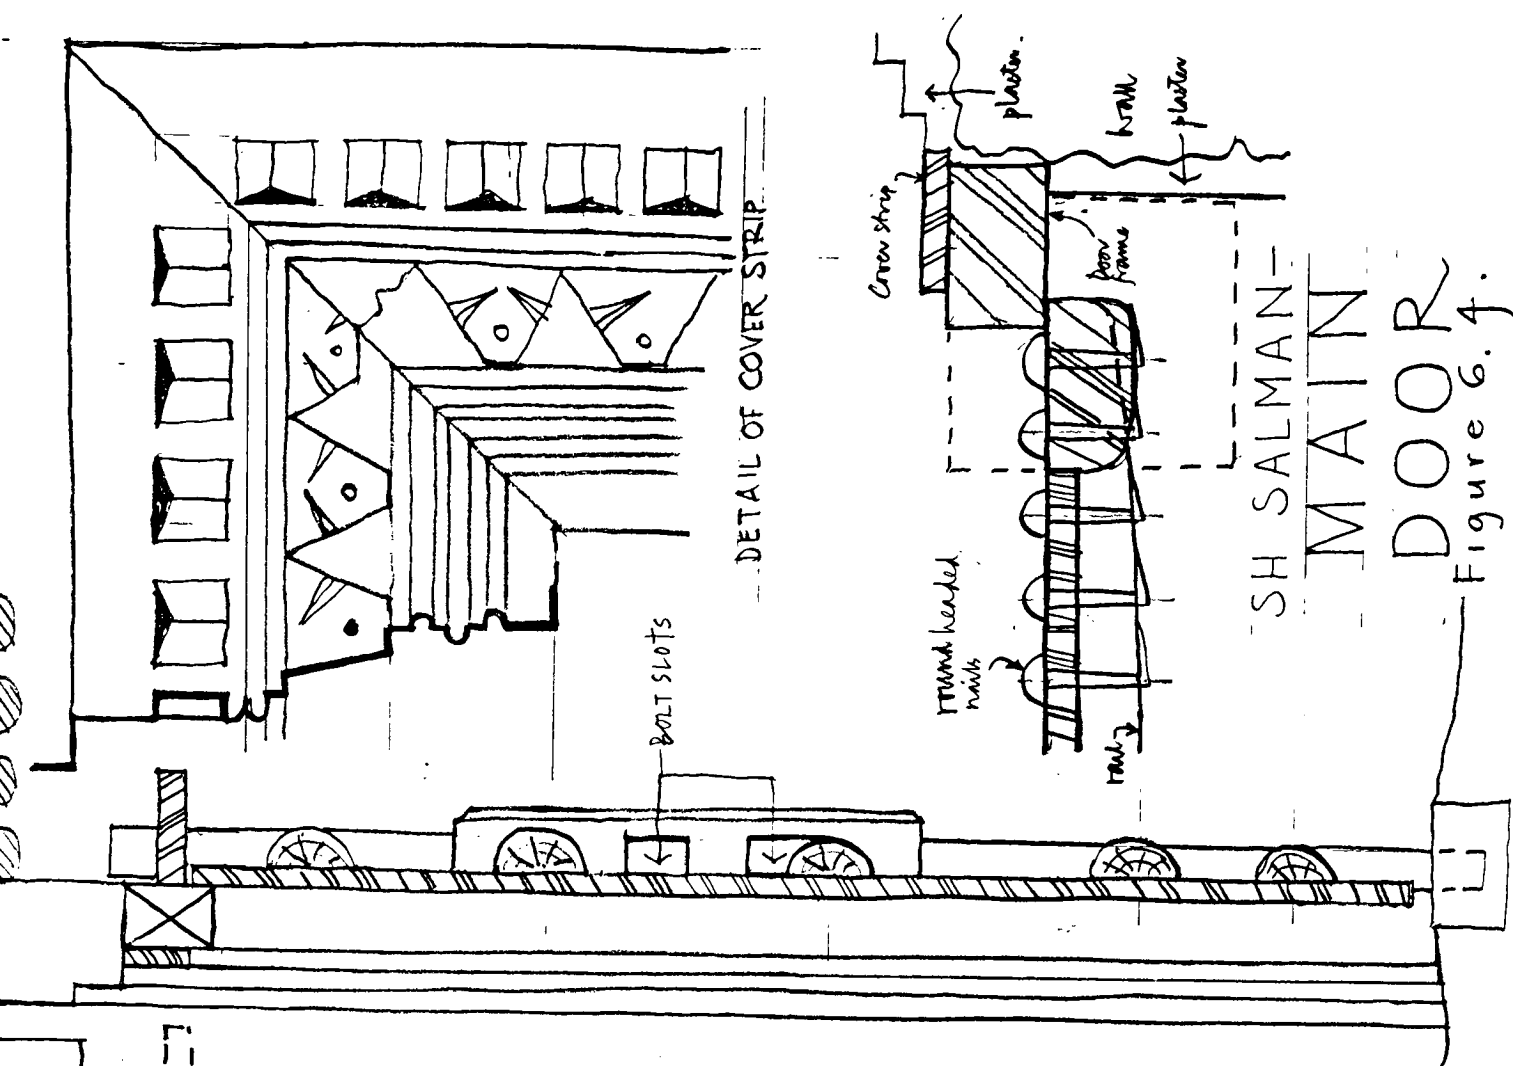 DETAIL OF COVER STRIP
BOLT SLOTS
plaster.
wall
plaster
Cover strip
Door
frame
round headed
nails
rail
SH SALMAN-
MAIN
DOOR
Figure 6.4.